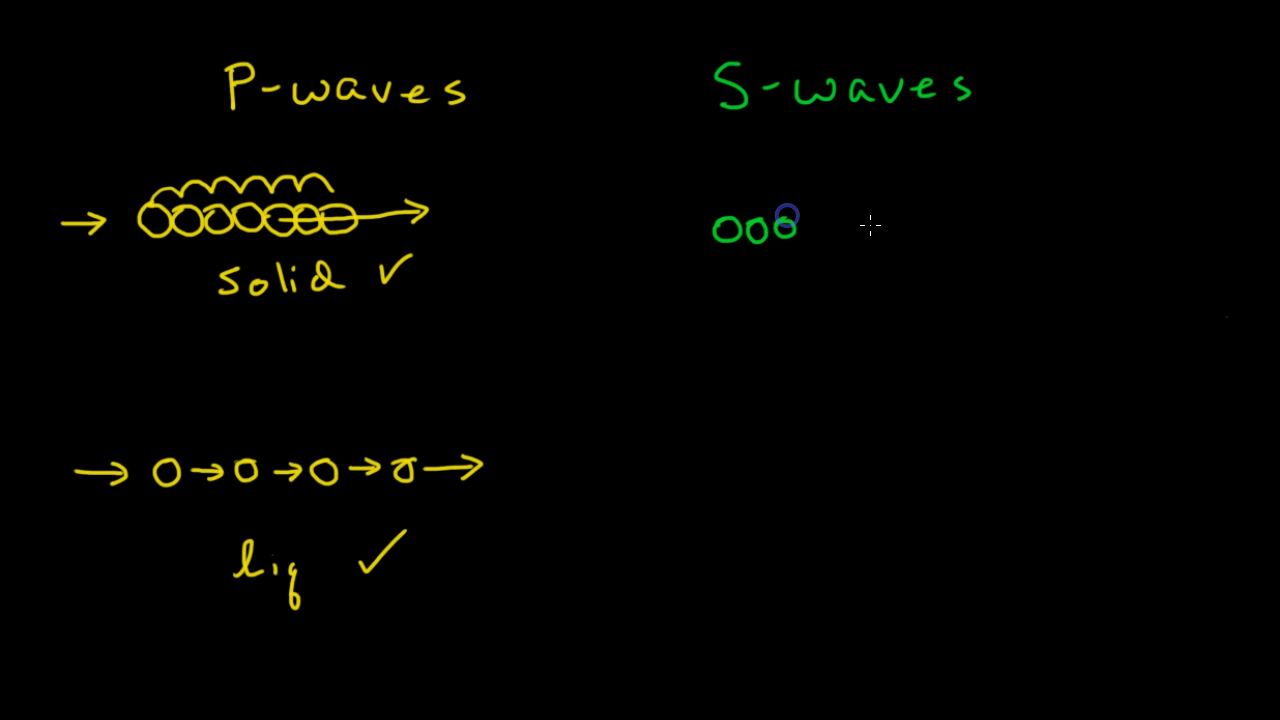 P-waves
S-waves
solid ✓
liq ✓